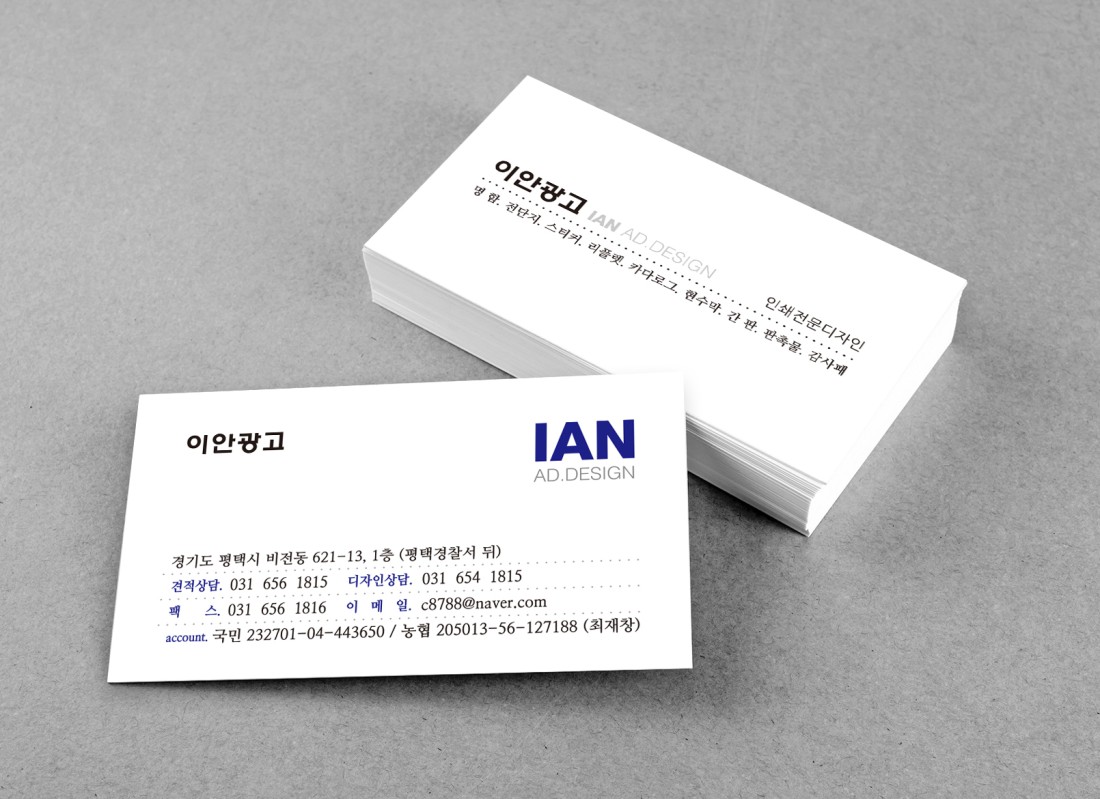 이안광고 IAN AD.DESIGN
인쇄전문디자인
명 함. 전단지. 스티커. 리플렛. 카다로그. 현수막. 간 판. 판촉물. 감사패
이안광고
IAN
AD.DESIGN
경기도 평택시 비전동 621-13, 1층 (평택경찰서 뒤)
견적상담. 031 656 1815 디자인상담. 031 654 1815
팩 스. 031 656 1816 이 메 일. c8788@naver.com
account. 국민 232701-04-443650 / 농협 205013-56-127188 (최재창)